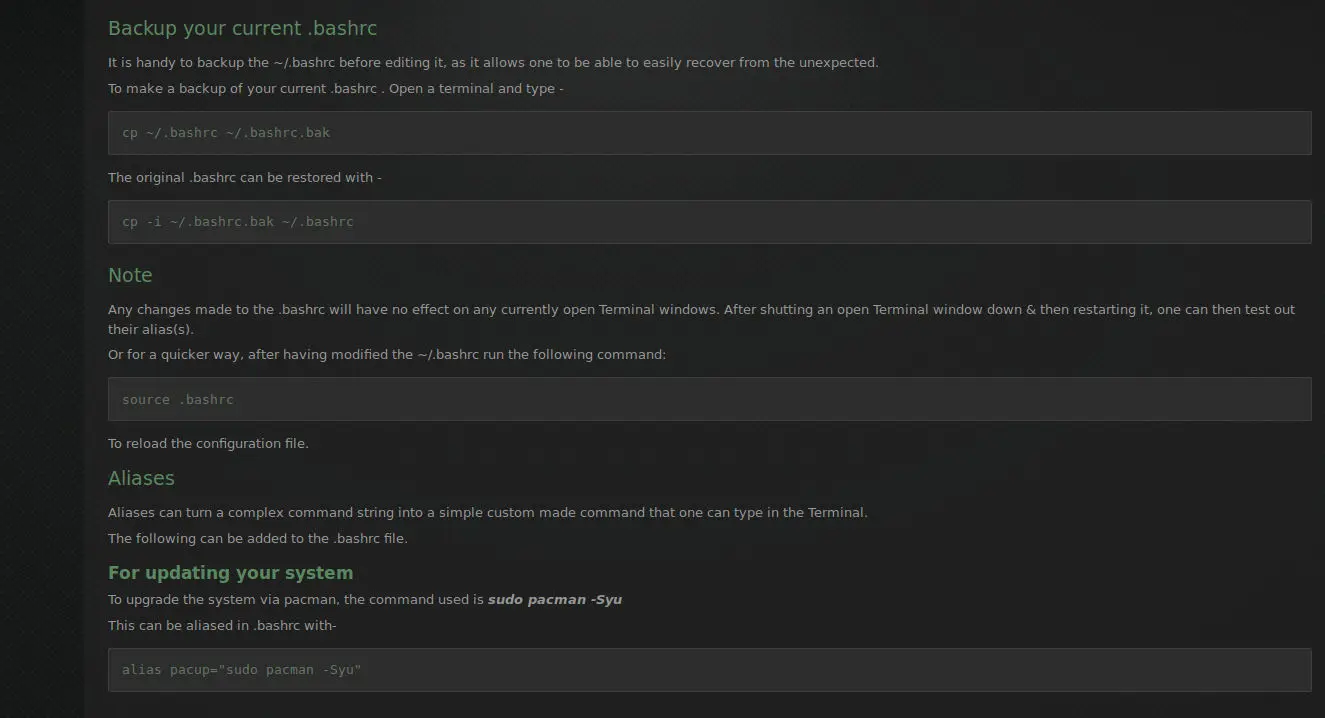 Backup your current .bashrc
It is handy to backup the ~/.bashrc before editing it, as it allows one to be able to easily recover from the unexpected.
To make a backup of your current .bashrc . Open a terminal and type -
cp ~/.bashrc ~/.bashrc.bak
The original .bashrc can be restored with -
cp -i ~/.bashrc.bak ~/.bashrc
Note
Any changes made to the .bashrc will have no effect on any currently open Terminal windows. After shutting an open Terminal window down & then restarting it, one can then test out
their alias(s).
Or for a quicker way, after having modified the ~/.bashrc run the following command:
source .bashrc
To reload the configuration file.
Aliases
Aliases can turn a complex command string into a simple custom made command that one can type in the Terminal.
The following can be added to the .bashrc file.
For updating your system
To upgrade the system via pacman, the command used is sudo pacman -Syu
This can be aliased in .bashrc with-
alias pacup="sudo pacman -Syu"